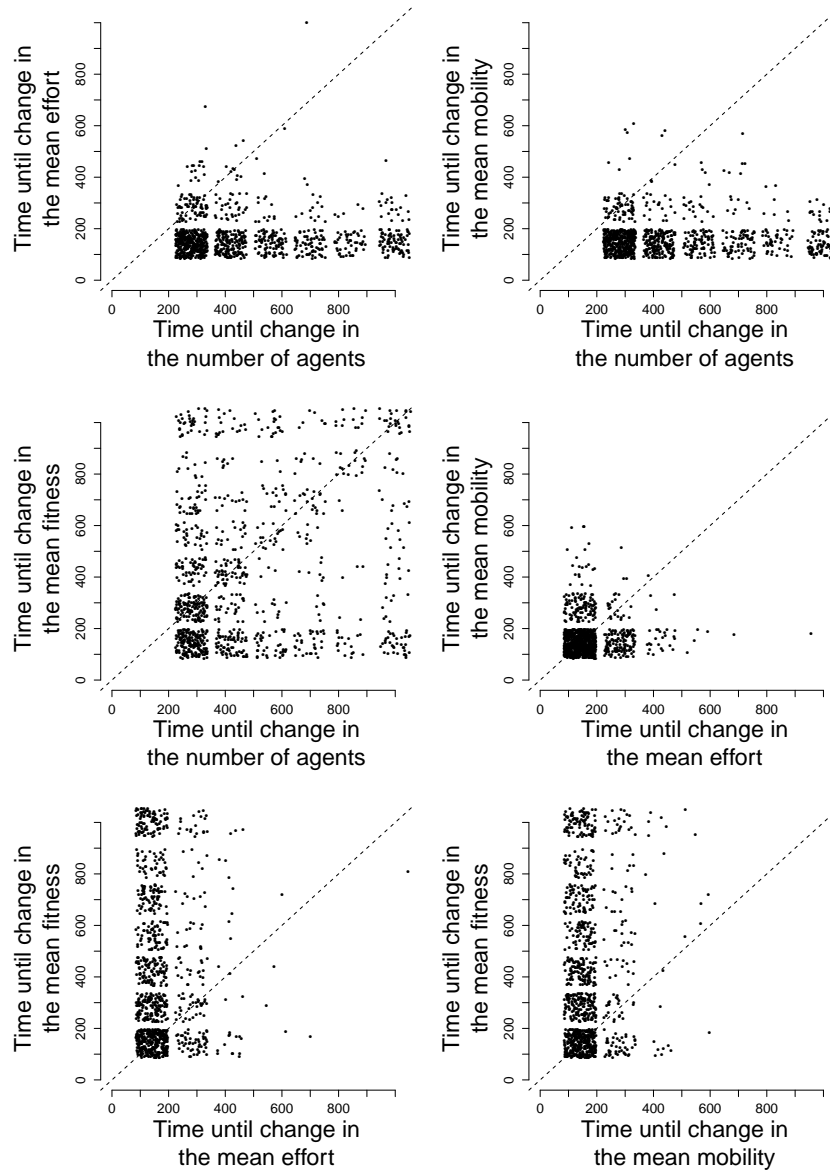 Time until change in
the mean effort
0 200 400 600 800
0 200 400 600 800
Time until change in
the number of agents
Time until change in
the mean mobility
0 200 400 600 800
0 200 400 600 800
Time until change in
the number of agents
Time until change in
the mean fitness
0 200 400 600 800
0 200 400 600 800
Time until change in
the number of agents
Time until change in
the mean mobility
0 200 400 600 800
0 200 400 600 800
Time until change in
the mean effort
Time until change in
the mean fitness
0 200 400 600 800
0 200 400 600 800
Time until change in
the mean effort
Time until change in
the mean fitness
0 200 400 600 800
0 200 400 600 800
Time until change in
the mean mobility